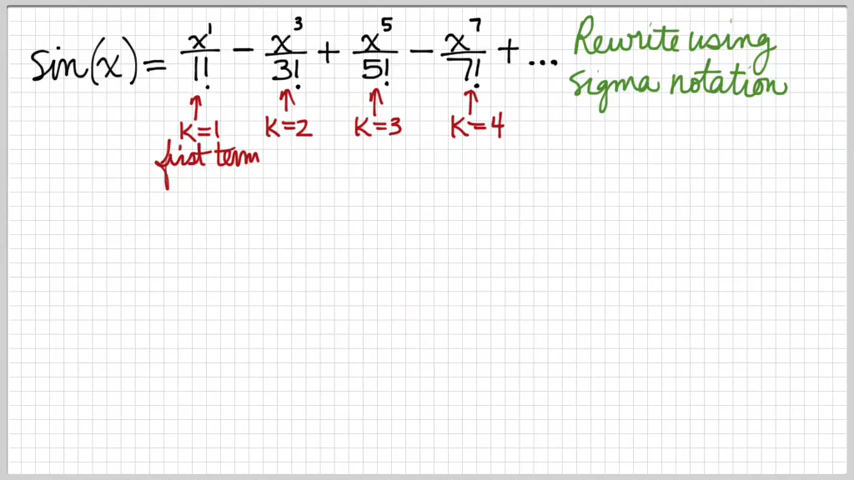 sin(x) = x¹/1! − x³/3! + x⁵/5! − x⁷/7! + ...
Rewrite using
sigma notation
K=1 K=2 K=3 K=4
first term